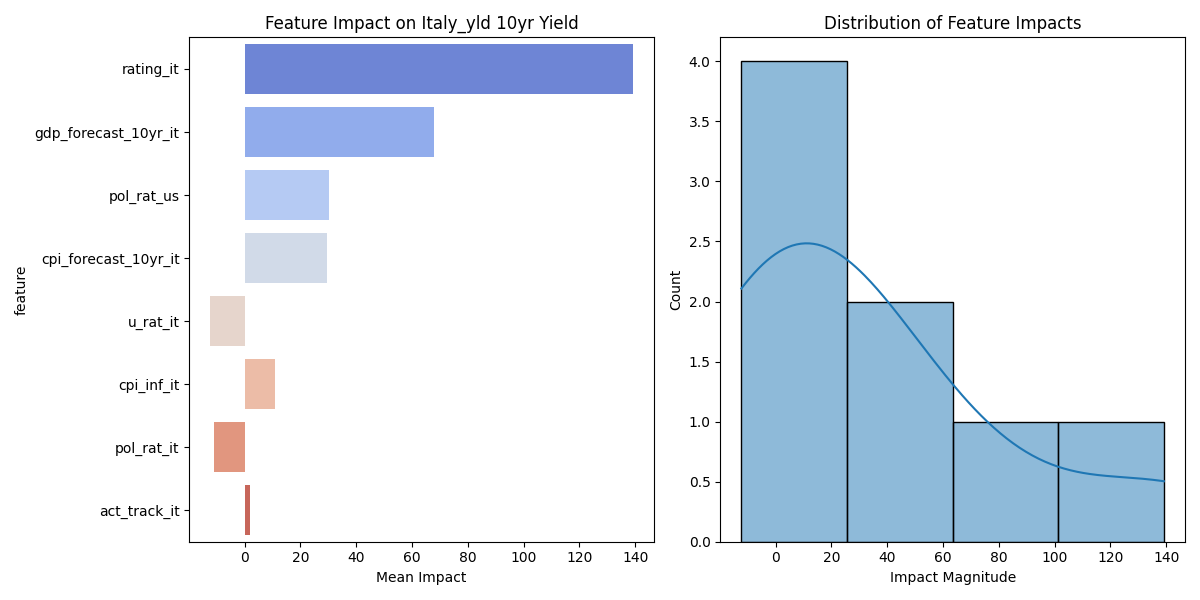 Feature Impact on Italy_yld 10yr Yield
feature
rating_it
gdp_forecast_10yr_it
pol_rat_us
cpi_forecast_10yr_it
u_rat_it
cpi_inf_it
pol_rat_it
act_track_it
0 20 40 60 80 100 120 140
Mean Impact
Distribution of Feature Impacts
Count
4.0
3.5
3.0
2.5
2.0
1.5
1.0
0.5
0.0
0 20 40 60 80 100 120 140
Impact Magnitude